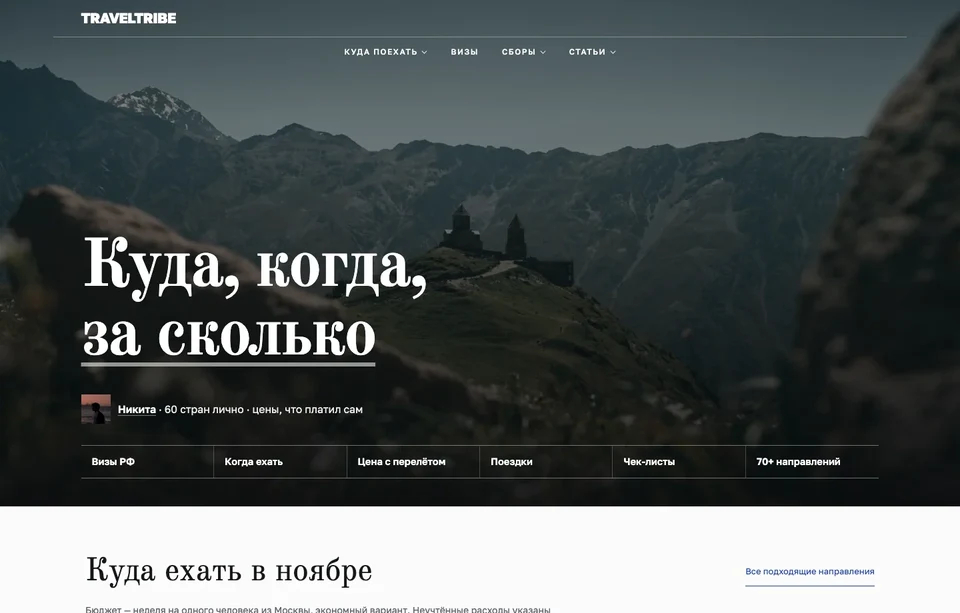 TRAVELTRIBE
КУДА ПОЕХАТЬ ВИЗЫ СБОРЫ СТАТЬИ
Куда, когда,
за сколько
Никита · 60 стран лично · цены, что платил сам
Визы РФ Когда ехать Цена с перелётом Поездки Чек-листы 70+ направлений
Куда ехать в ноябре
Все подходящие направления
Бюджет — неделя на одного человека из Москвы, экономный вариант. Неучтённые расходы указаны